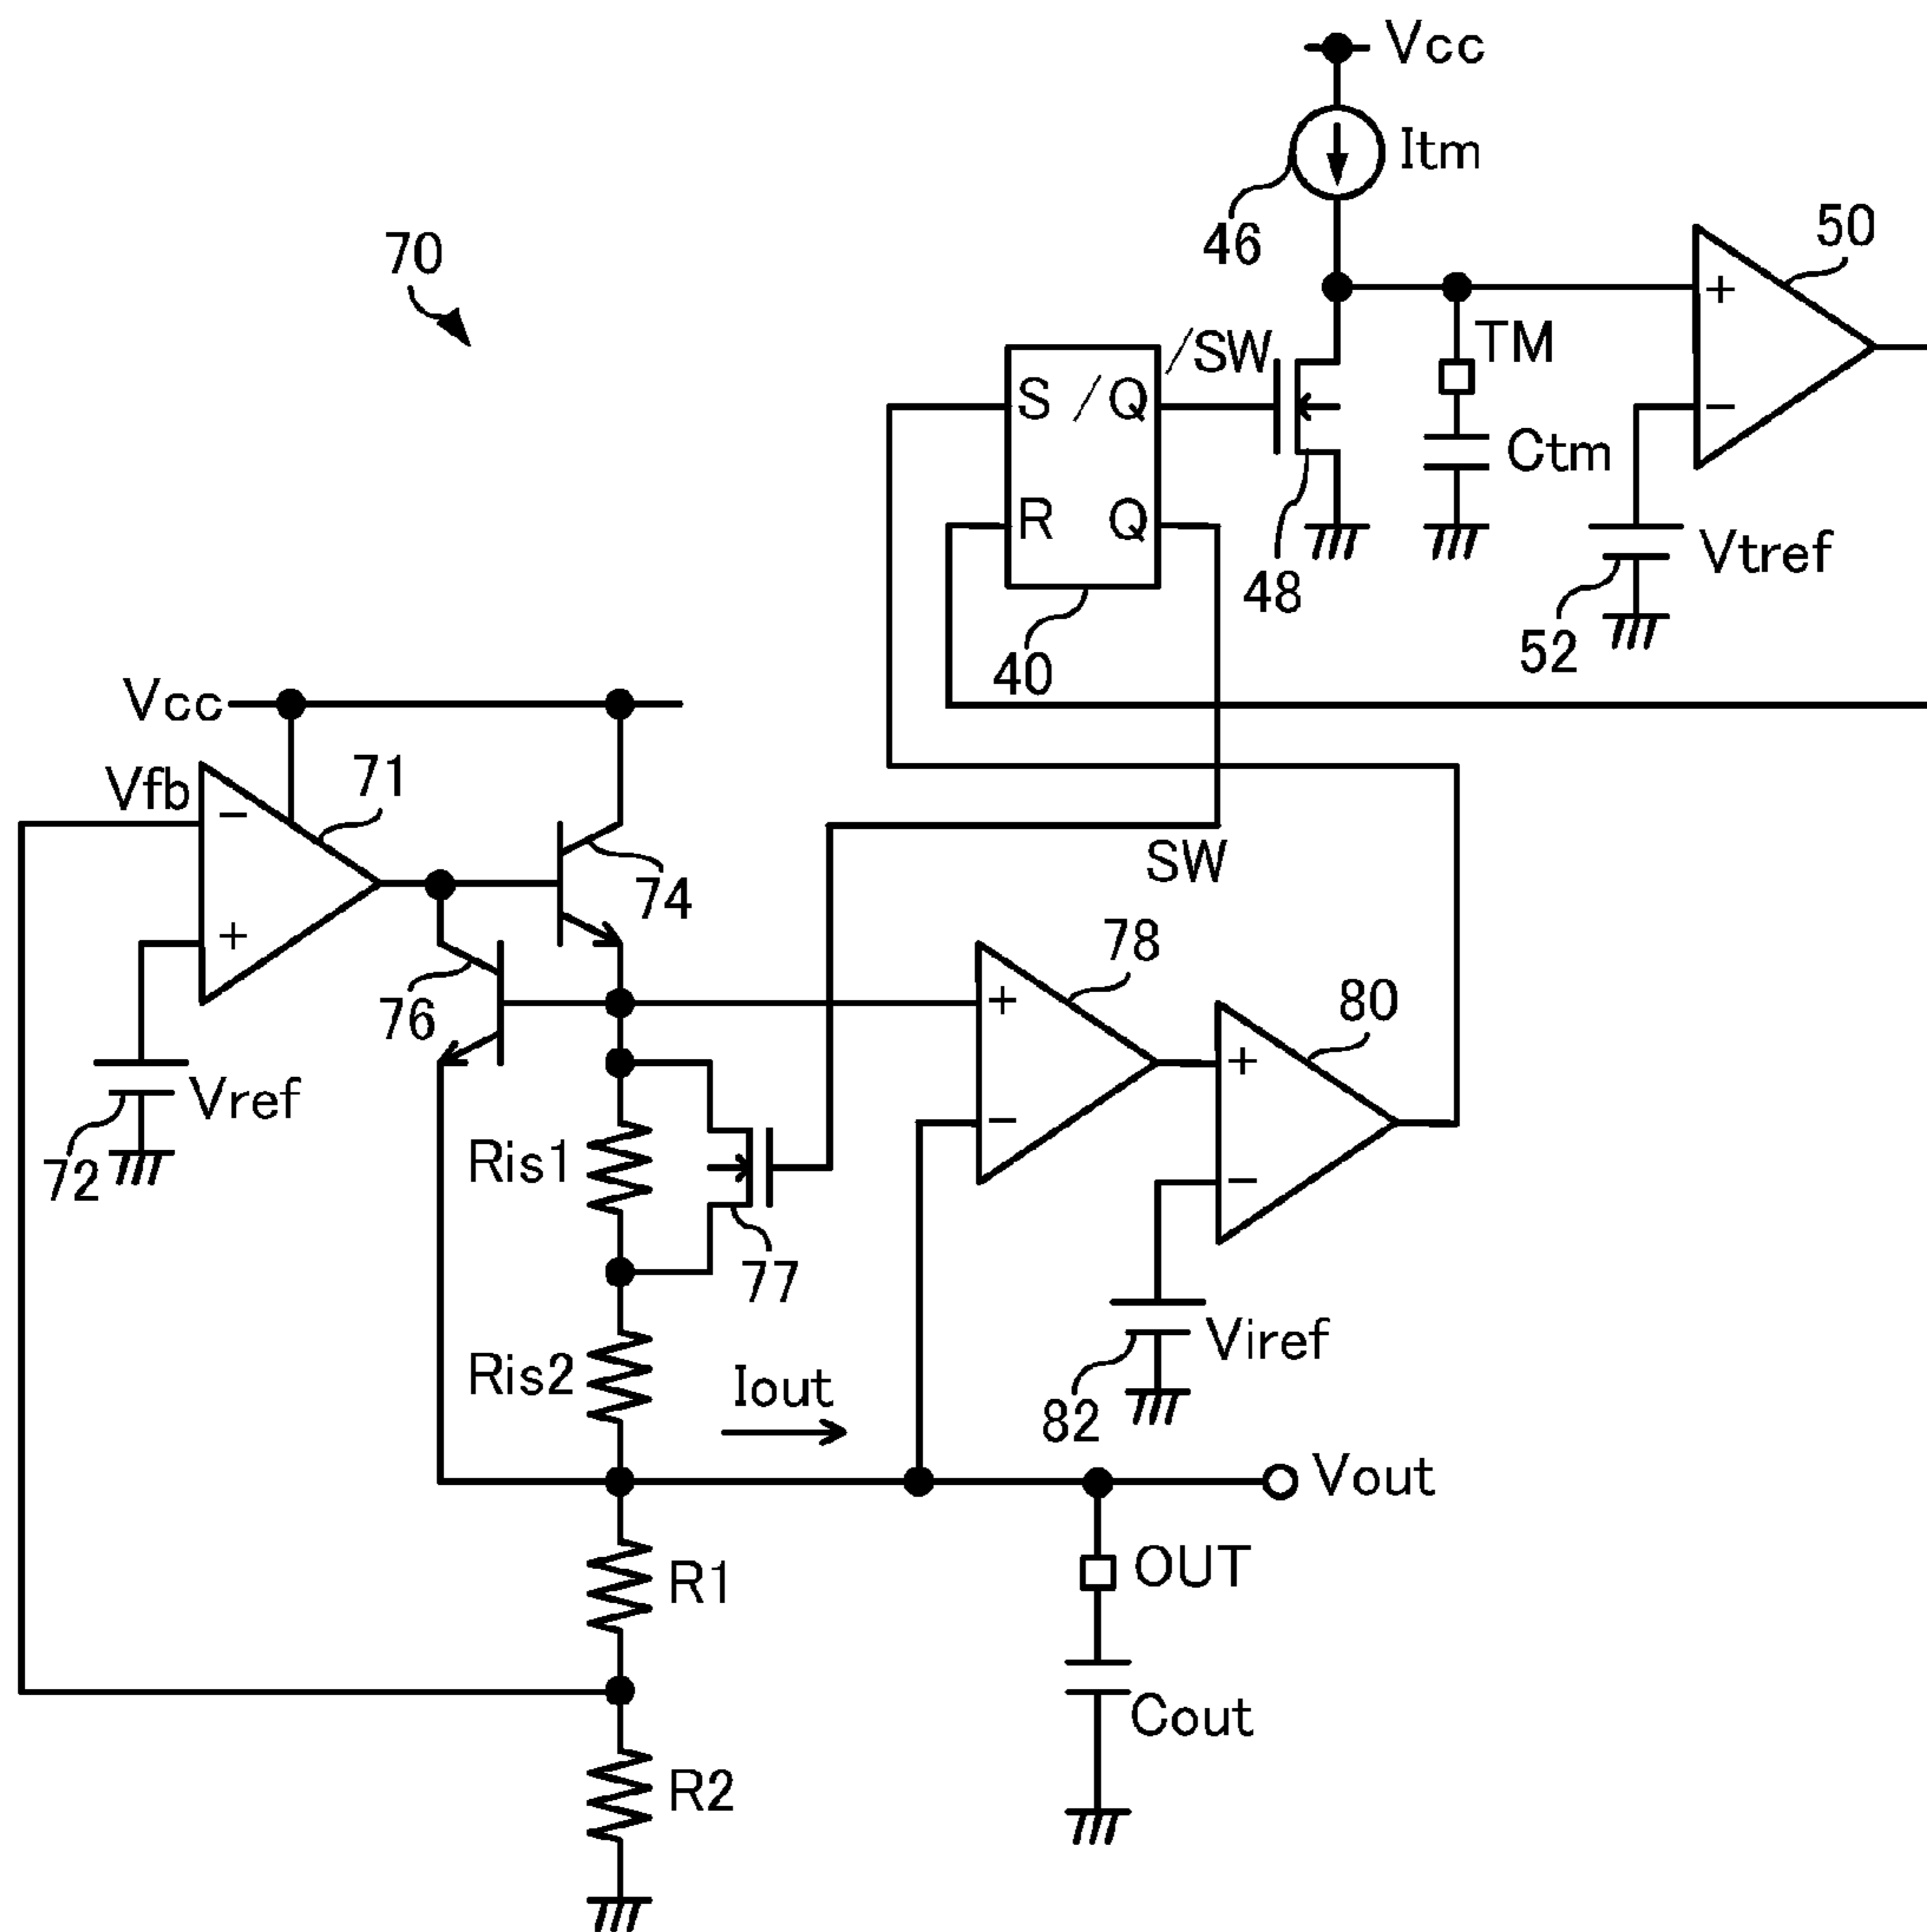 Vcc
Itm
46
50
70
+
TM
/SW
S /Q
−
Ctm
R Q
Vtref
48
52
40
Vcc
Vfb
71
−
SW
74
+
78
76
80
+
+
Vref
−
72
Ris1
−
77
Viref
Ris2
Iout
82
Vout
R1
OUT
Cout
R2